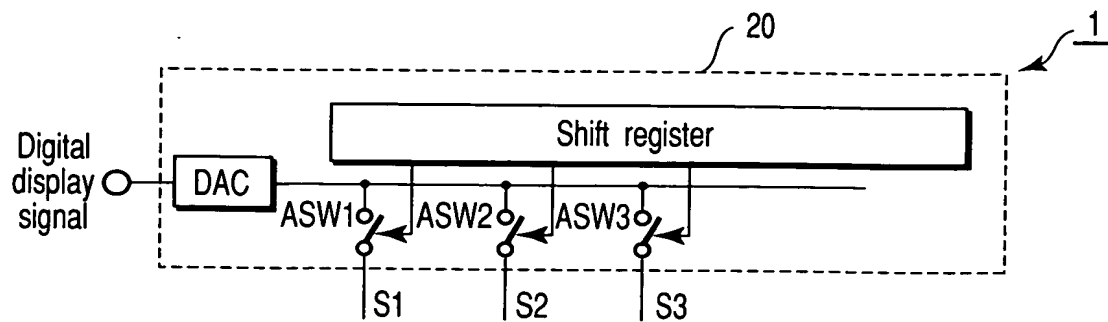 20
1
Shift register
Digital
display
signal
DAC
ASW1
ASW2
ASW3
S1
S2
S3